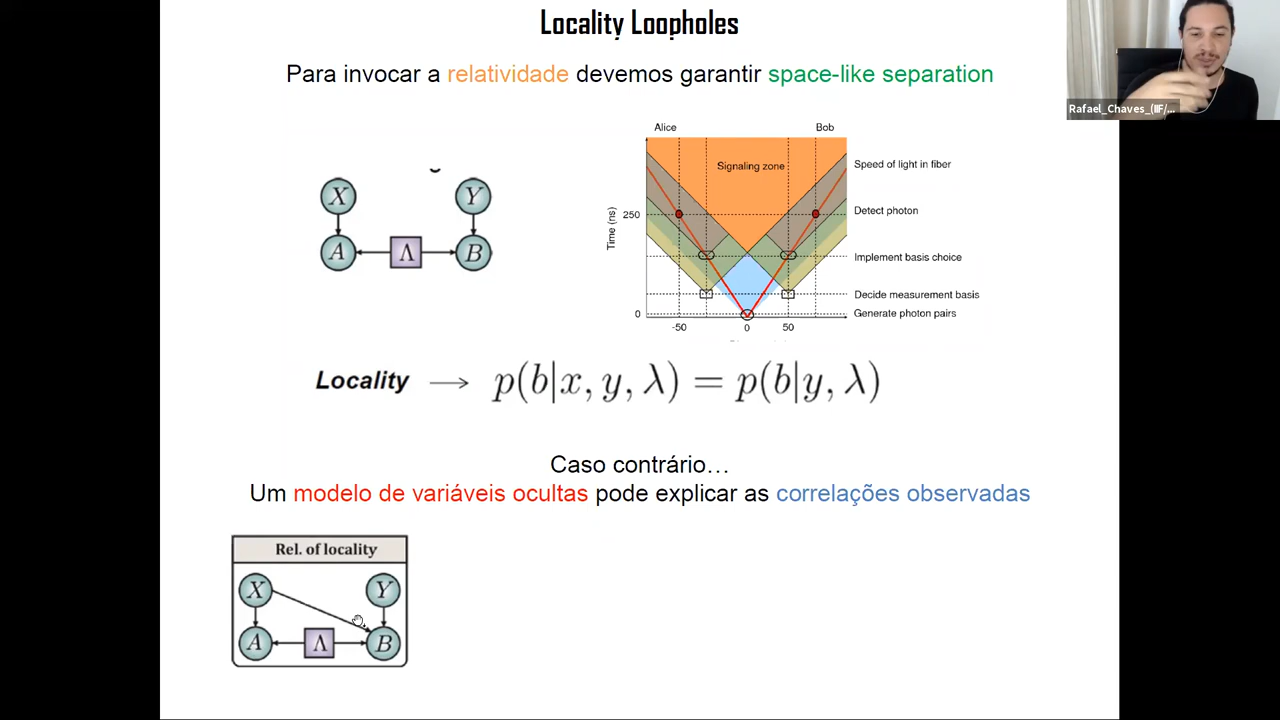 Locality Loopholes
Para invocar a relatividade devemos garantir space-like separation
Rafael_Chaves_(IIF/...
Alice Bob
Signaling zone
Speed of light in fiber
250
Detect photon
Time (ns)
Implement basis choice
Decide measurement basis
0
Generate photon pairs
-50 0 50
X Y
A Λ B
Locality → p(b|x, y, λ) = p(b|y, λ)
Caso contrário…
Um modelo de variáveis ocultas pode explicar as correlações observadas
Rel. of locality
X Y
A Λ B